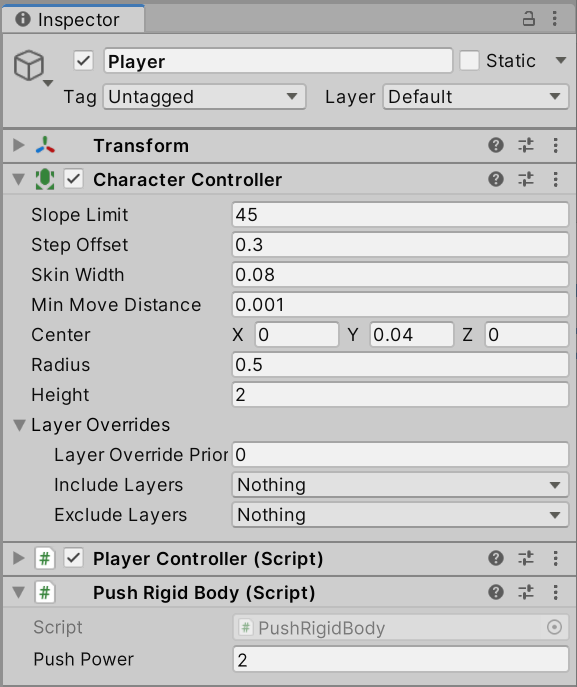 Inspector
Player Static
Tag Untagged Layer Default
Transform
Character Controller
Slope Limit 45
Step Offset 0.3
Skin Width 0.08
Min Move Distance 0.001
Center X 0 Y 0.04 Z 0
Radius 0.5
Height 2
Layer Overrides
Layer Override Prior 0
Include Layers Nothing
Exclude Layers Nothing
# Player Controller (Script)
# Push Rigid Body (Script)
Script # PushRigidBody
Push Power 2